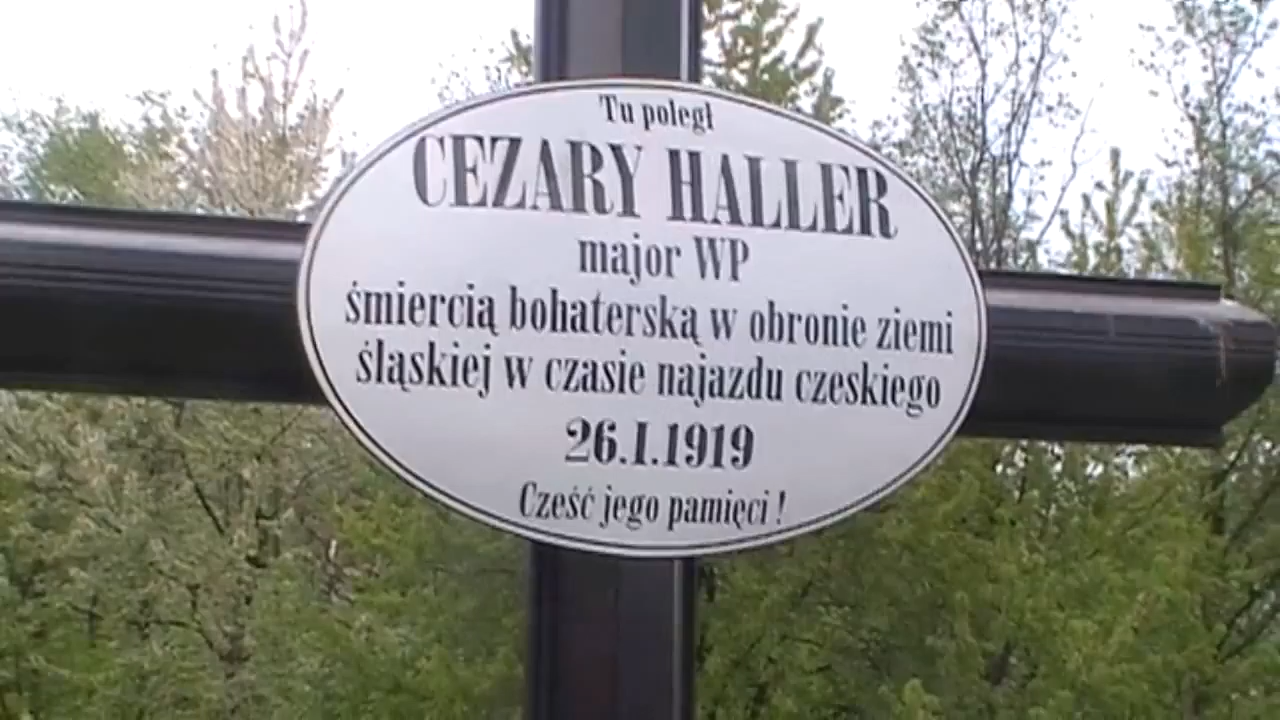 Tu poległ
CEZARY HALLER
major WP
śmiercią bohaterską w obronie ziemi
śląskiej w czasie najazdu czeskiego
26.I.1919
Cześć jego pamięci !